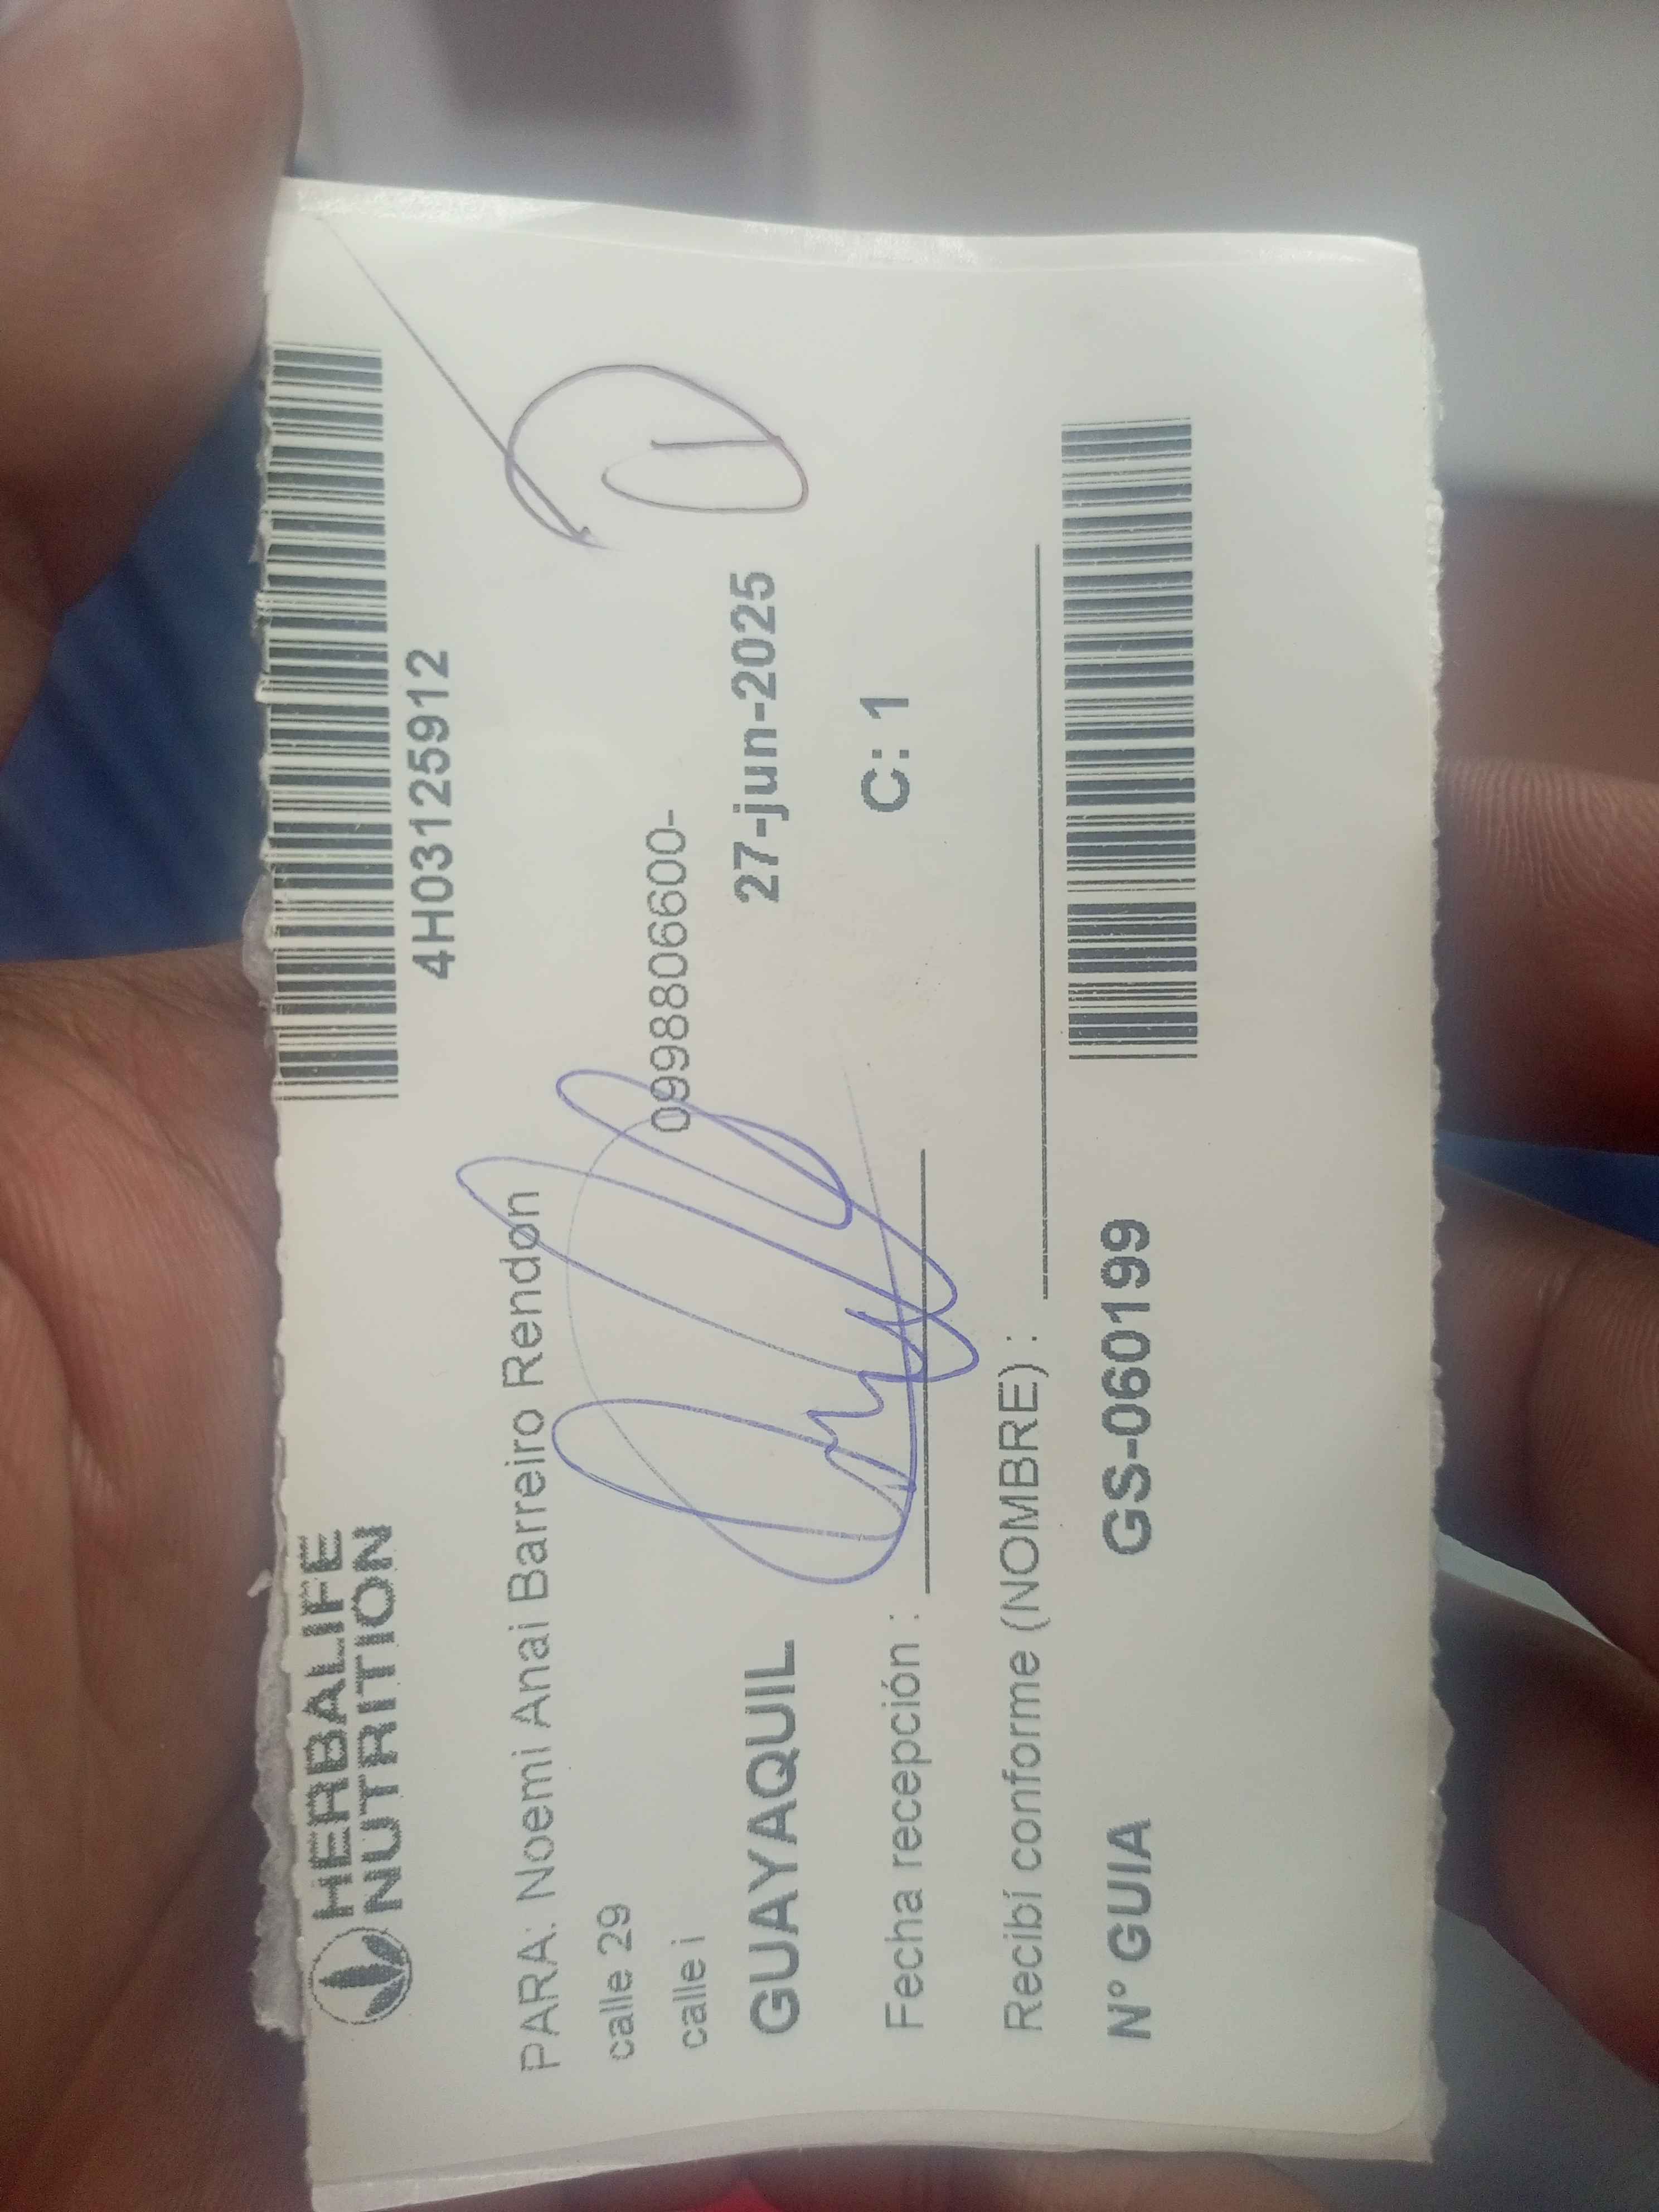 HERBALIFE
NUTRITION
4H03125912
PARA: Noemi Anai Barreiro Rendon
calle 29
calle i
0998806600-
GUAYAQUIL
27-jun-2025
Fecha recepción :
C: 1
Recibí conforme (NOMBRE) :
N° GUIA
GS-060199